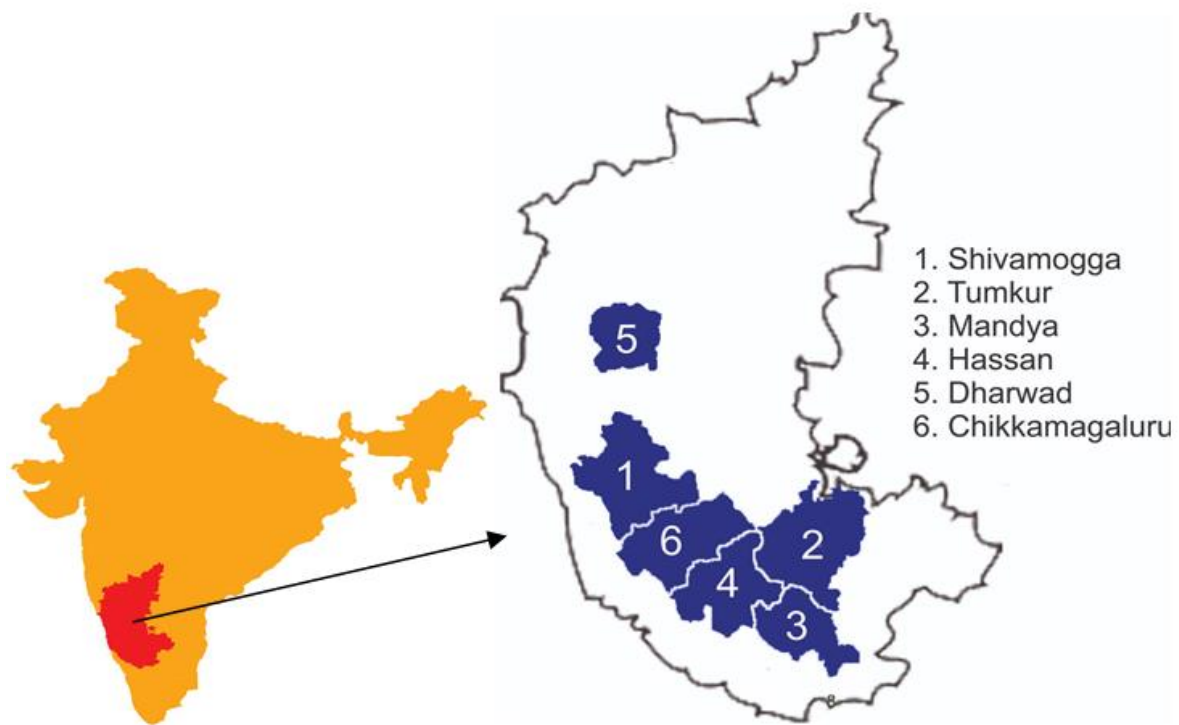 1. Shivamogga
2. Tumkur
3. Mandya
4. Hassan
5. Dharwad
6. Chikkamagaluru
5
1
6
2
4
3